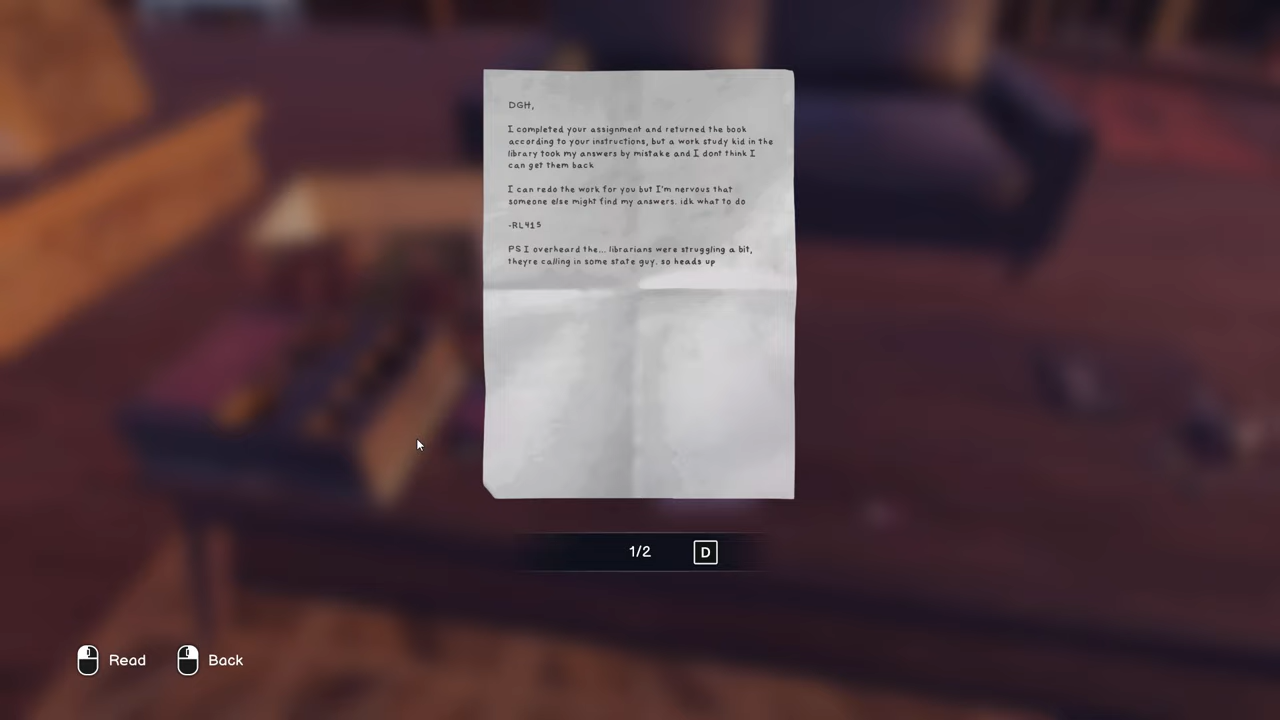 DGH,
I completed your assignment and returned the book
according to your instructions, but a work study kid in the
library took my answers by mistake and I dont think I
can get them back
I can redo the work for you but I'm nervous that
someone else might find my answers. idk what to do
-RL415
PS I overheard the... librarians were struggling a bit,
theyre calling in some state guy. so heads up
1/2 D
Read Back